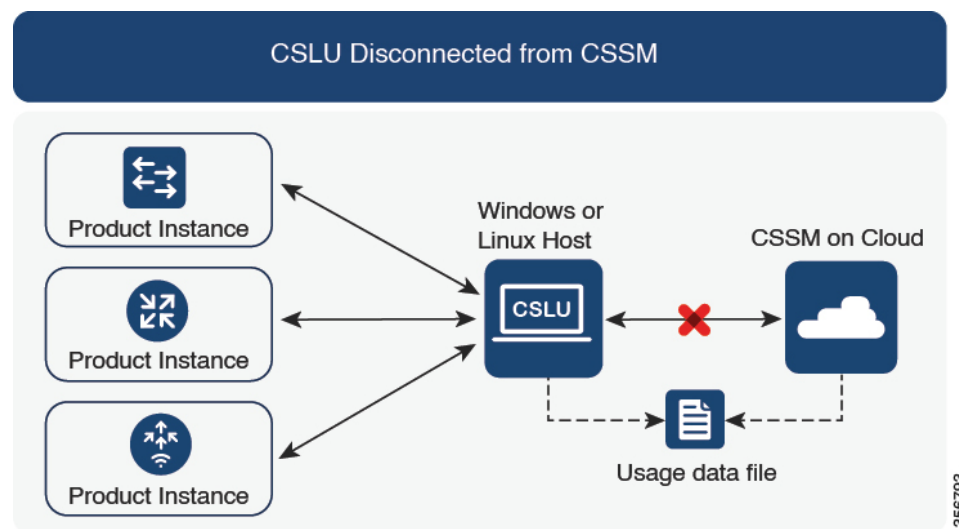 CSLU Disconnected from CSSM
Product Instance
Product Instance
Product Instance
Windows or
Linux Host
CSLU
CSSM on Cloud
Usage data file
356793